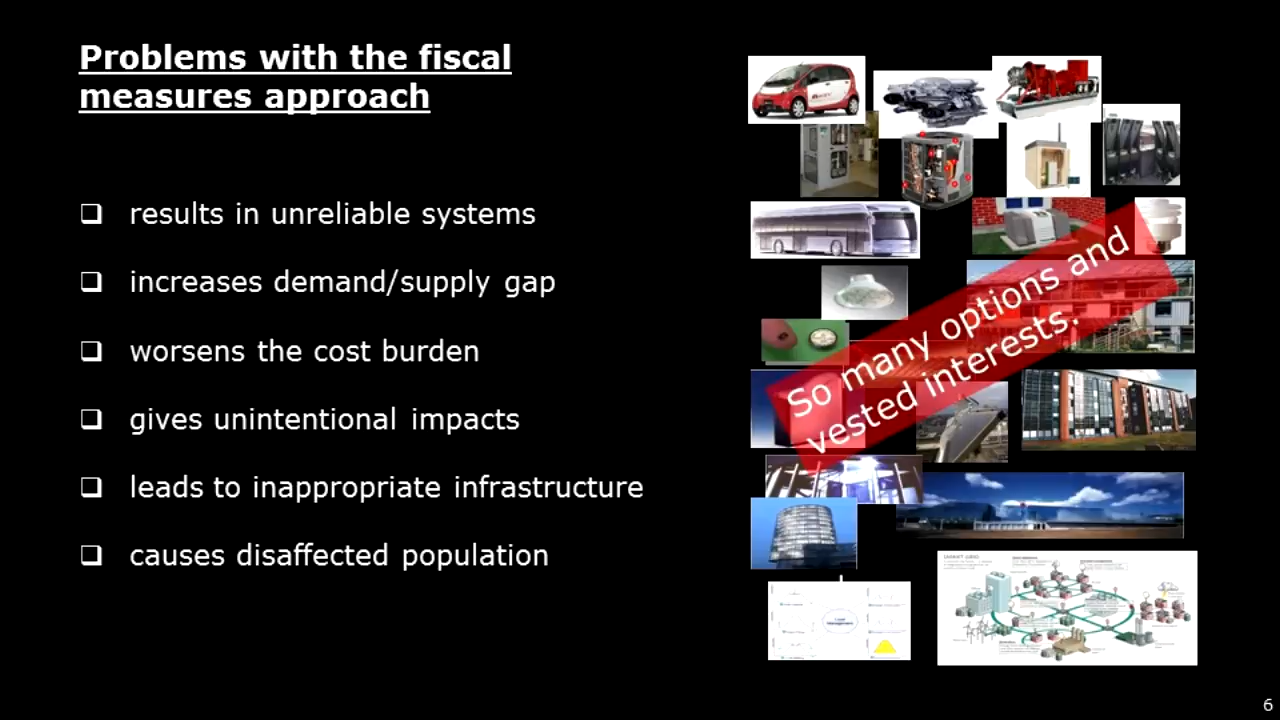 Problems with the fiscal
measures approach
results in unreliable systems
increases demand/supply gap
worsens the cost burden
gives unintentional impacts
leads to inappropriate infrastructure
causes disaffected population
So many options and
vested interests.
6